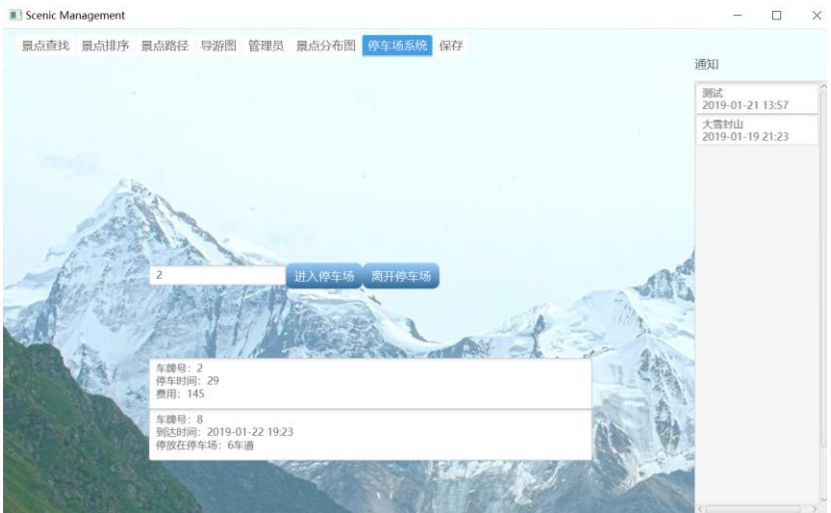 Scenic Management
景点查找 景点排序 景点路径 导游图 管理员 景点分布图 停车场系统 保存
通知
测试
2019-01-21 13:57
大雪封山
2019-01-19 21:23
2 进入停车场 离开停车场
车牌号：2
停车时间：29
费用：145
车牌号：8
到达时间：2019-01-22 19:23
停放在停车场：6车道